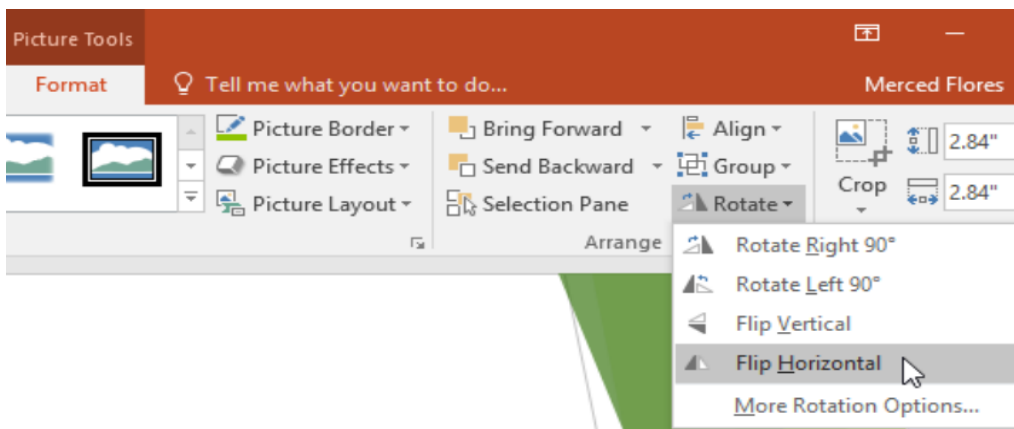 Picture Tools
Format
Tell me what you want to do...
Merced Flores
Picture Border
Picture Effects
Picture Layout
Bring Forward
Send Backward
Selection Pane
Align
Group
Rotate
Arrange
Crop
2.84"
2.84"
Rotate Right 90°
Rotate Left 90°
Flip Vertical
Flip Horizontal
More Rotation Options...